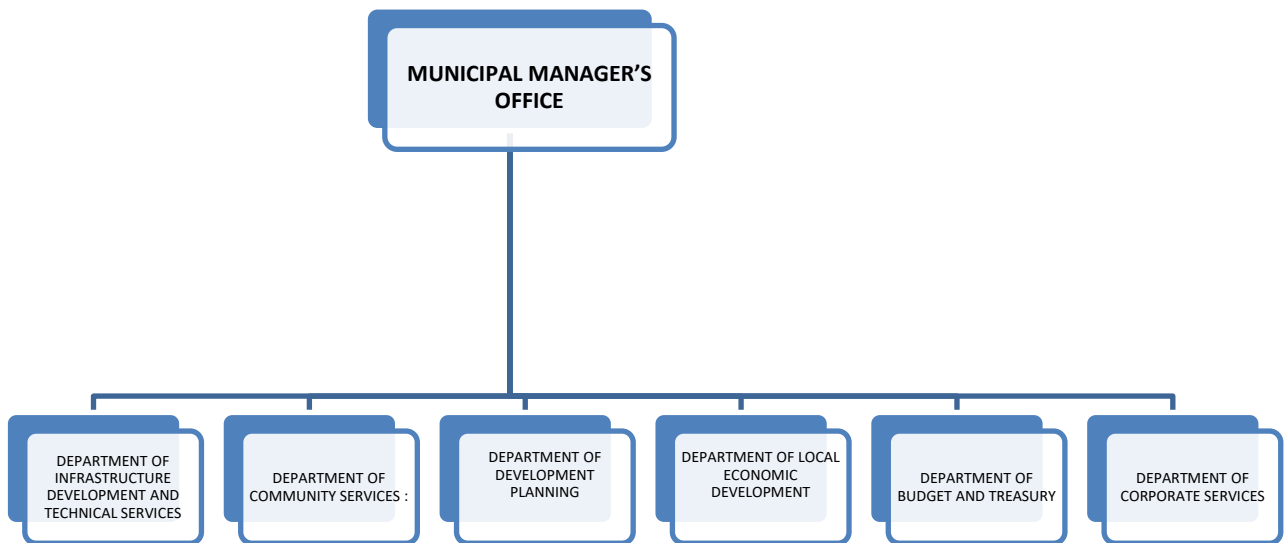 MUNICIPAL MANAGER’S
OFFICE
DEPARTMENT OF
INFRASTRUCTURE
DEVELOPMENT AND
TECHNICAL SERVICES
DEPARTMENT OF
COMMUNITY SERVICES :
DEPARTMENT OF
DEVELOPMENT
PLANNING
DEPARTMENT OF LOCAL
ECONOMIC
DEVELOPMENT
DEPARTMENT OF
BUDGET AND TREASURY
DEPARTMENT OF
CORPORATE SERVICES